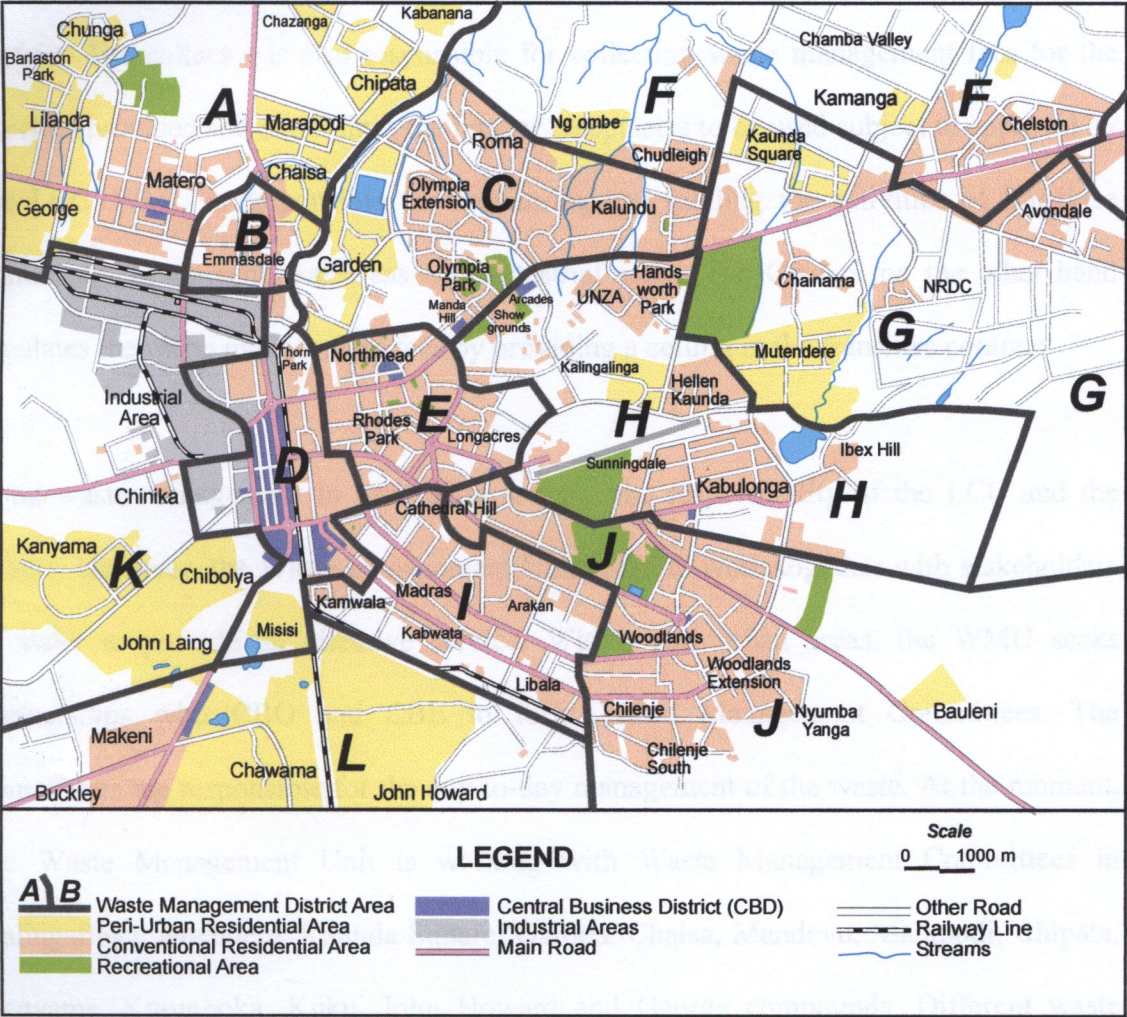 Kabanana
Chazanga
Chunga
Chamba Valley
Barlaston
Park
Chipata
A
F
F
Kamanga
Lilanda
Marapodi
Ng'ombe
Chelston
Roma
Kaunda
Square
Chudleigh
Chaisa
Matero
Olympia
Extension
C
George
Kalundu
Avondale
B
Emmasdale
Garden
Olympia
Park
Hands
worth
Park
Chainama
NRDC
Arcades
UNZA
Manda
Hill
Show
grounds
G
Thorn
Park
Northmead
Mutendere
Kalingalinga
Hellen
Kaunda
G
Industrial
Area
Rhodes
Park
E
H
Longacres
Ibex Hill
D
Sunningdale
Chinika
Kabulonga
Cathedral Hill
H
Kanyama
J
K
Chibolya
Madras
I
Kamwala
Arakan
Misisi
Kabwata
Woodlands
John Laing
Woodlands
Extension
Libala
Chilenje
Nyumba
Yanga
Bauleni
J
Makeni
Chilenje
South
L
Chawama
Buckley
John Howard
LEGEND
Scale
0 1000 m
A B Waste Management District Area
Peri-Urban Residential Area
Conventional Residential Area
Recreational Area
Central Business District (CBD)
Industrial Areas
Main Road
Other Road
Railway Line
Streams